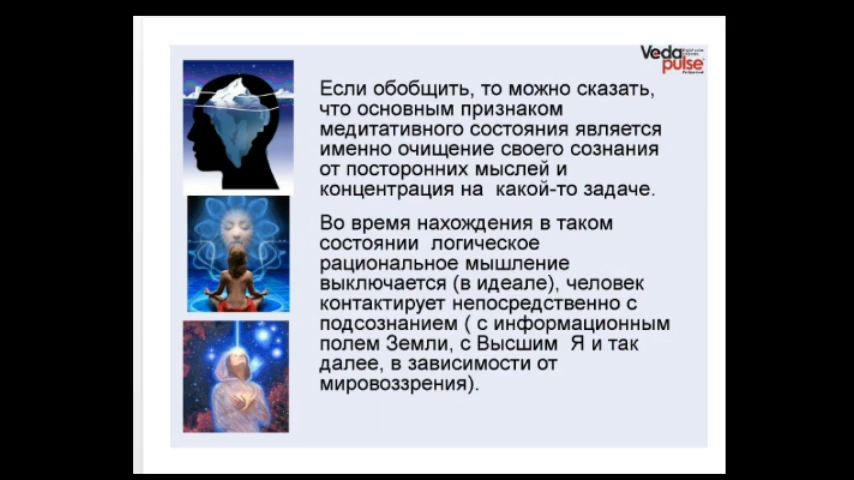 Veda
pulse
Если обобщить, то можно сказать,
что основным признаком
медитативного состояния является
именно очищение своего сознания
от посторонних мыслей и
концентрация на какой-то задаче.
Во время нахождения в таком
состоянии логическое
рациональное мышление
выключается (в идеале), человек
контактирует непосредственно с
подсознанием ( с информационным
полем Земли, с Высшим Я и так
далее, в зависимости от
мировоззрения).